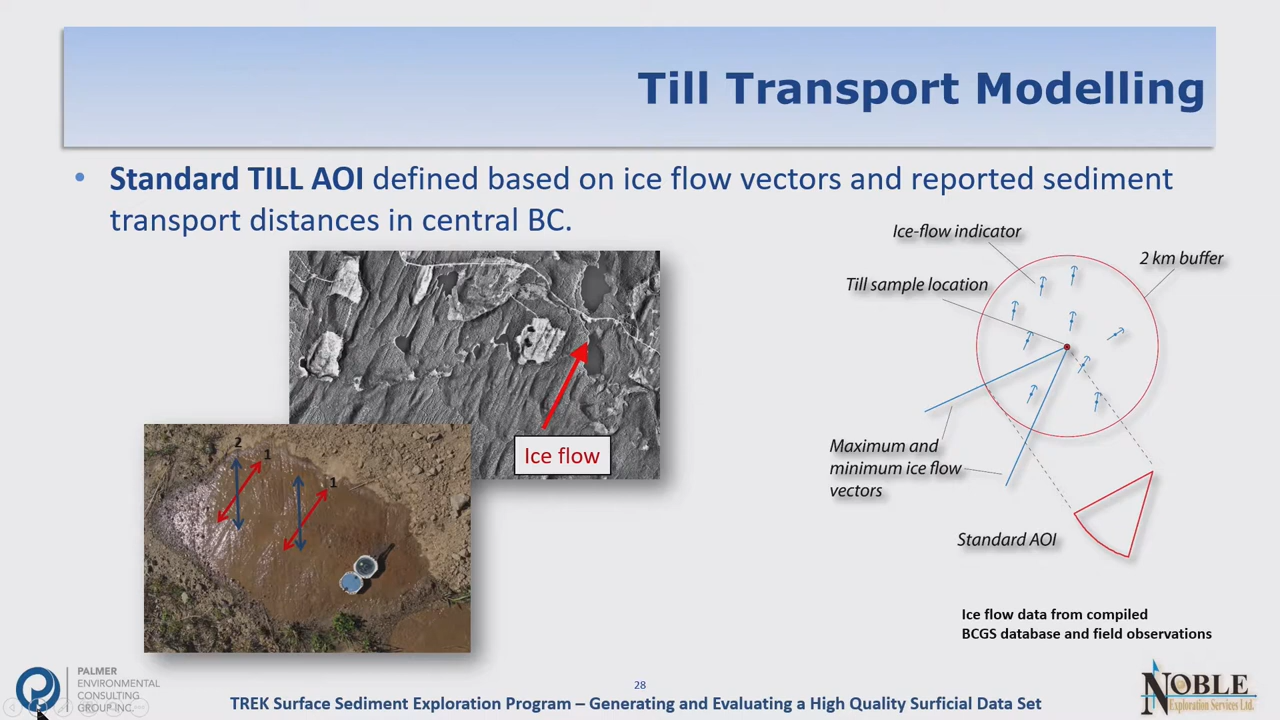 Till Transport Modelling
• Standard TILL AOI defined based on ice flow vectors and reported sediment
transport distances in central BC.
Ice-flow indicator
2 km buffer
Till sample location
Ice flow
Maximum and
minimum ice flow
vectors
2
1
1
Standard AOI
Ice flow data from compiled
BCGS database and field observations
PALMER
ENVIRONMENTAL
CONSULTING
GROUP INC.
28
TREK Surface Sediment Exploration Program – Generating and Evaluating a High Quality Surficial Data Set
NOBLE
Exploration Services Ltd.